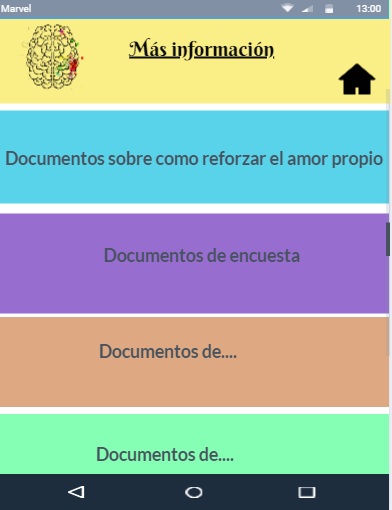 Marvel
13:00
Más información
Documentos sobre como reforzar el amor propio
Documentos de encuesta
Documentos de....
Documentos de....